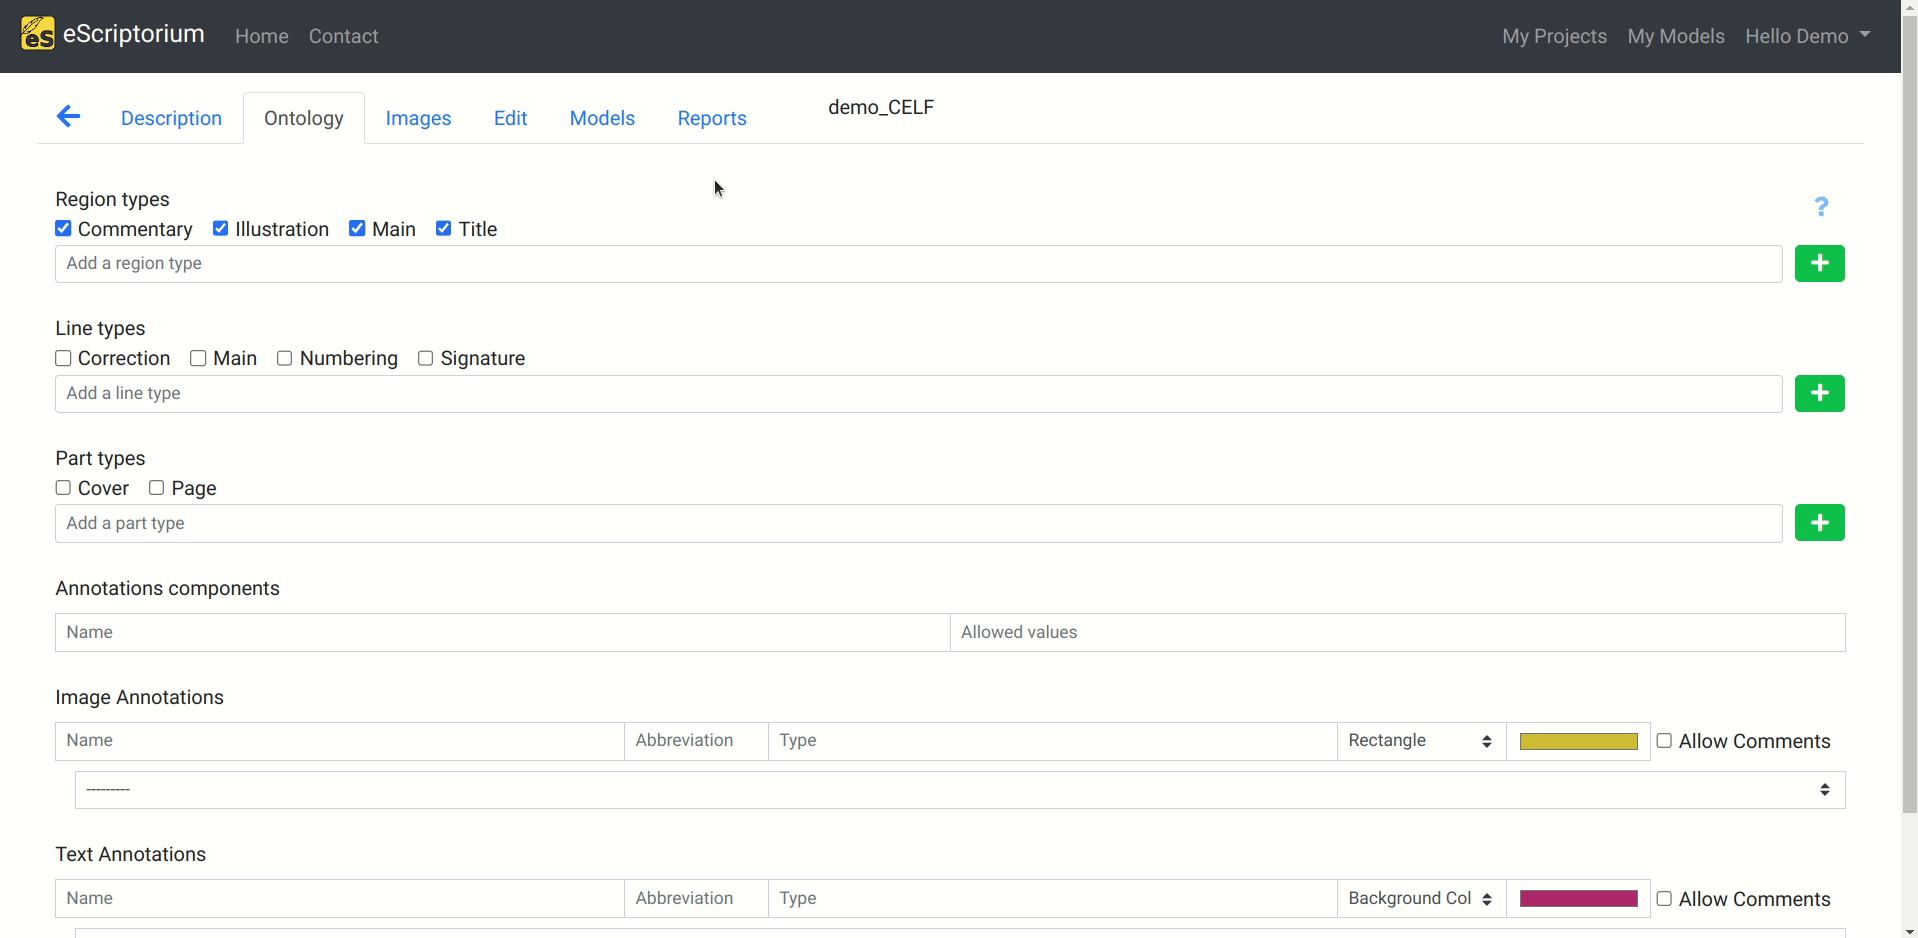 eS eScriptorium Home Contact My Projects My Models Hello Demo
Description Ontology Images Edit Models Reports demo_CELF
Region types
?
Commentary Illustration Main Title
Add a region type +
Line types
Correction Main Numbering Signature
Add a line type +
Part types
Cover Page
Add a part type +
Annotations components
Name Allowed values
Image Annotations
Name Abbreviation Type Rectangle Allow Comments
---------
Text Annotations
Name Abbreviation Type Background Col Allow Comments